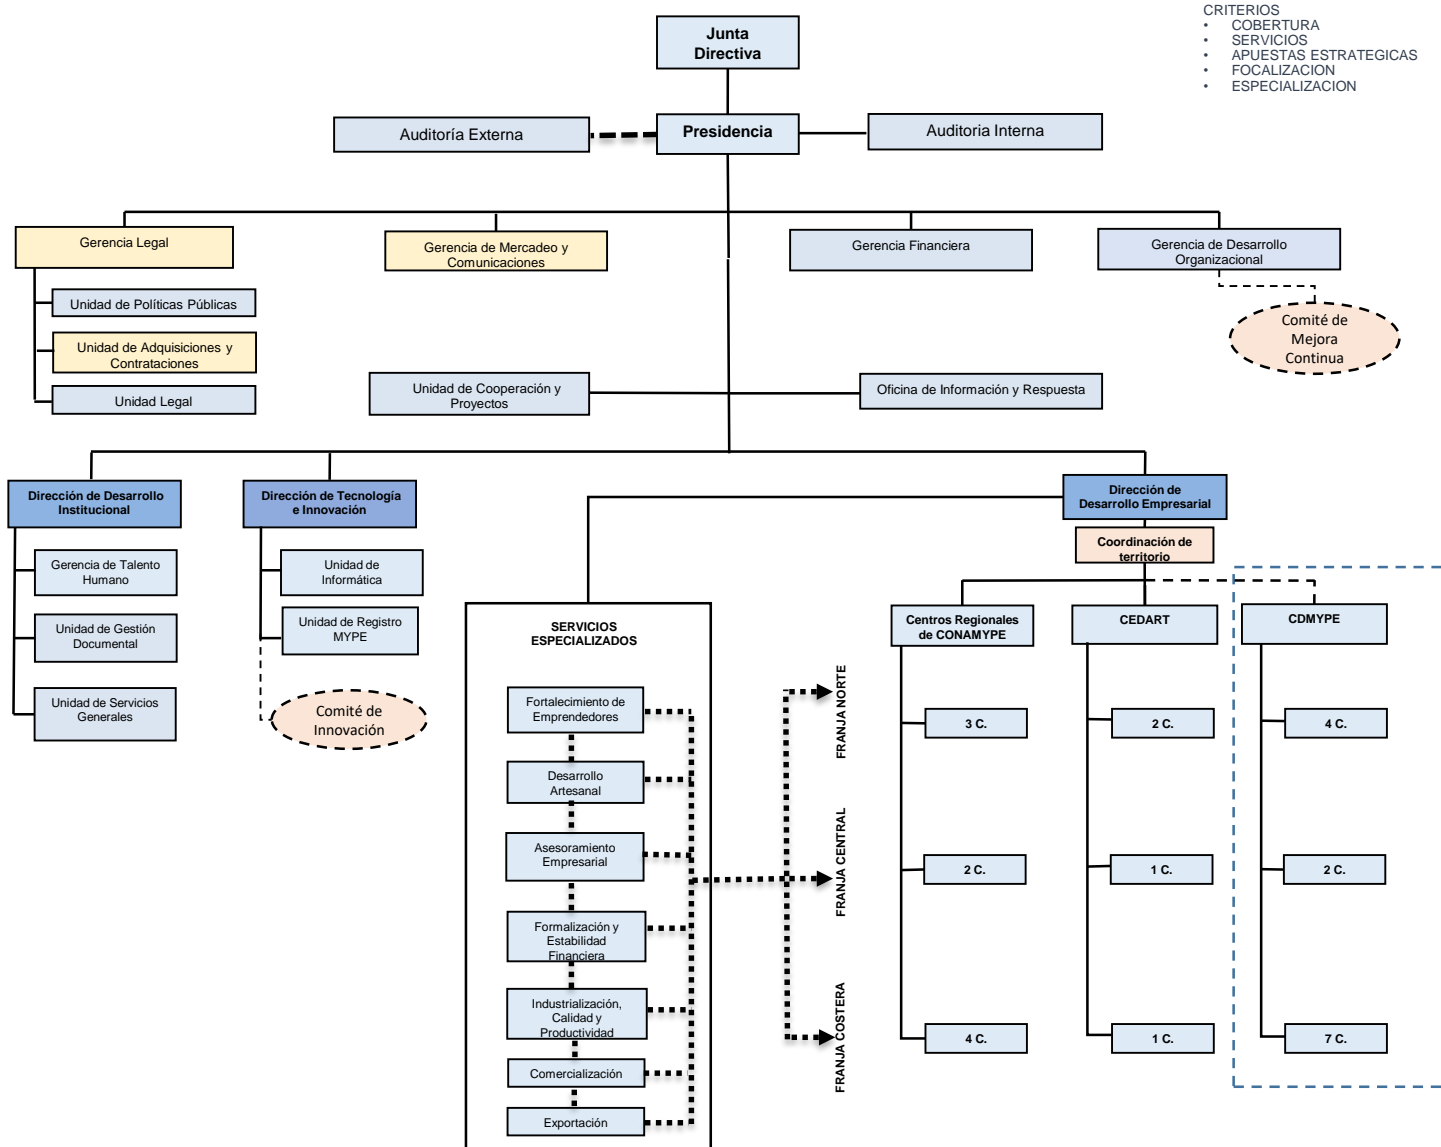 CRITERIOS
• COBERTURA
• SERVICIOS
• APUESTAS ESTRATEGICAS
• FOCALIZACION
• ESPECIALIZACION
Junta
Directiva
Auditoría Externa
Presidencia
Auditoria Interna
Gerencia Legal
Gerencia de Mercadeo y
Comunicaciones
Gerencia Financiera
Gerencia de Desarrollo
Organizacional
Unidad de Políticas Públicas
Unidad de Adquisiciones y
Contrataciones
Unidad Legal
Comité de
Mejora
Continua
Unidad de Cooperación y
Proyectos
Oficina de Información y Respuesta
Dirección de Desarrollo
Institucional
Dirección de Tecnología
e Innovación
Dirección de
Desarrollo Empresarial
Coordinación de
territorio
Gerencia de Talento
Humano
Unidad de Gestión
Documental
Unidad de Servicios
Generales
Unidad de
Informática
Unidad de Registro
MYPE
Comité de
Innovación
SERVICIOS
ESPECIALIZADOS
Fortalecimiento de
Emprendedores
Desarrollo
Artesanal
Asesoramiento
Empresarial
Formalización y
Estabilidad
Financiera
Industrialización,
Calidad y
Productividad
Comercialización
Exportación
Centros Regionales
de CONAMYPE
CEDART
CDMYPE
FRANJA NORTE
3 C.
2 C.
4 C.
FRANJA CENTRAL
2 C.
1 C.
2 C.
FRANJA COSTERA
4 C.
1 C.
7 C.